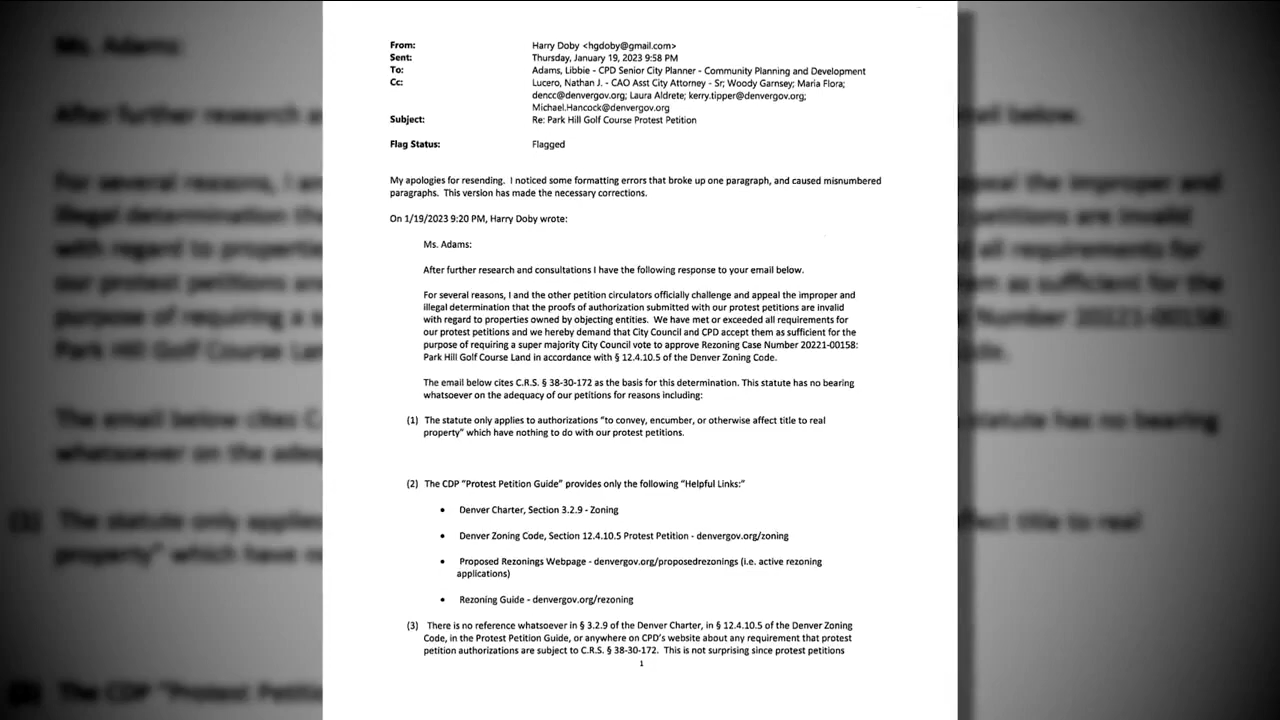 From: Harry Doby <hgdoby@gmail.com>
Sent: Thursday, January 19, 2023 9:58 PM
To: Adams, Libbie - CPD Senior City Planner - Community Planning and Development
Cc: Lucero, Nathan J. - CAO Asst City Attorney - Sr; Woody Garnsey; Maria Flora;
dencc@denvergov.org; Laura Aldrete; kerry.tipper@denvergov.org;
Michael.Hancock@denvergov.org
Subject: Re: Park Hill Golf Course Protest Petition
Flag Status: Flagged
My apologies for resending. I noticed some formatting errors that broke up one paragraph, and caused misnumbered
paragraphs. This version has made the necessary corrections.
On 1/19/2023 9:20 PM, Harry Doby wrote:
Ms. Adams:
After further research and consultations I have the following response to your email below.
For several reasons, I and the other petition circulators officially challenge and appeal the improper and
illegal determination that the proofs of authorization submitted with our protest petitions are invalid
with regard to properties owned by objecting entities. We have met or exceeded all requirements for
our protest petitions and we hereby demand that City Council and CPD accept them as sufficient for the
purpose of requiring a super majority City Council vote to approve Rezoning Case Number 20221-00158:
Park Hill Golf Course Land in accordance with § 12.4.10.5 of the Denver Zoning Code.
The email below cites C.R.S. § 38-30-172 as the basis for this determination. This statute has no bearing
whatsoever on the adequacy of our petitions for reasons including:
(1) The statute only applies to authorizations "to convey, encumber, or otherwise affect title to real
property" which have nothing to do with our protest petitions.
(2) The CDP "Protest Petition Guide" provides only the following "Helpful Links:"
• Denver Charter, Section 3.2.9 - Zoning
• Denver Zoning Code, Section 12.4.10.5 Protest Petition - denvergov.org/zoning
• Proposed Rezonings Webpage - denvergov.org/proposedrezonings (i.e. active rezoning
applications)
• Rezoning Guide - denvergov.org/rezoning
(3) There is no reference whatsoever in § 3.2.9 of the Denver Charter, in § 12.4.10.5 of the Denver Zoning
Code, in the Protest Petition Guide, or anywhere on CPD's website about any requirement that protest
petition authorizations are subject to C.R.S. § 38-30-172. This is not surprising since protest petitions
1